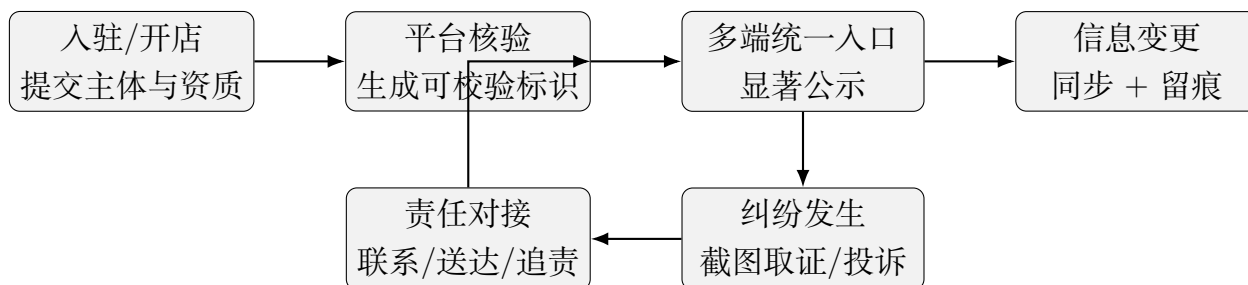 入驻/开店
提交主体与资质
平台核验
生成可校验标识
多端统一入口
显著公示
信息变更
同步 + 留痕
责任对接
联系/送达/追责
纠纷发生
截图取证/投诉